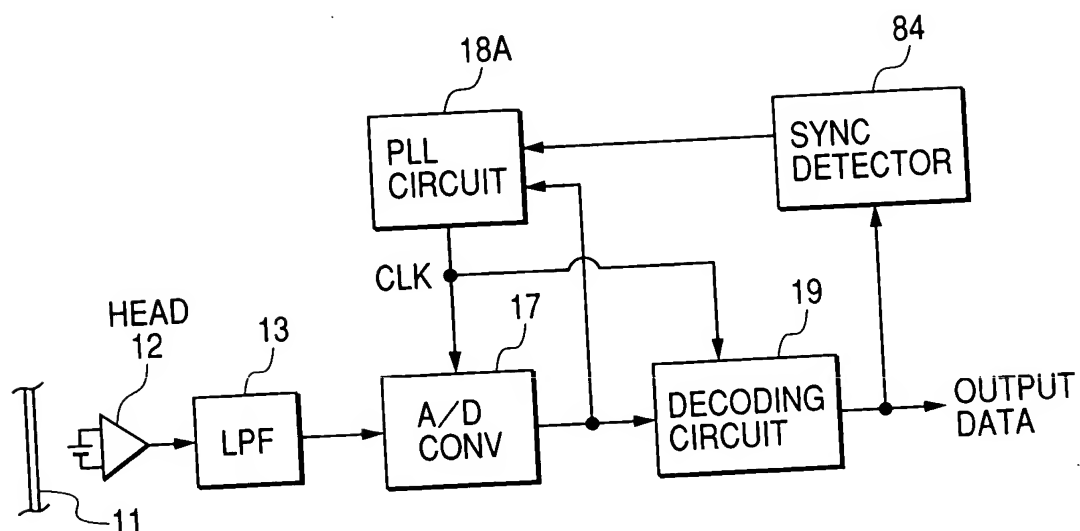 18A
84
PLL
CIRCUIT
SYNC
DETECTOR
CLK
HEAD
12
13
17
19
LPF
A/D
CONV
DECODING
CIRCUIT
OUTPUT
DATA
11